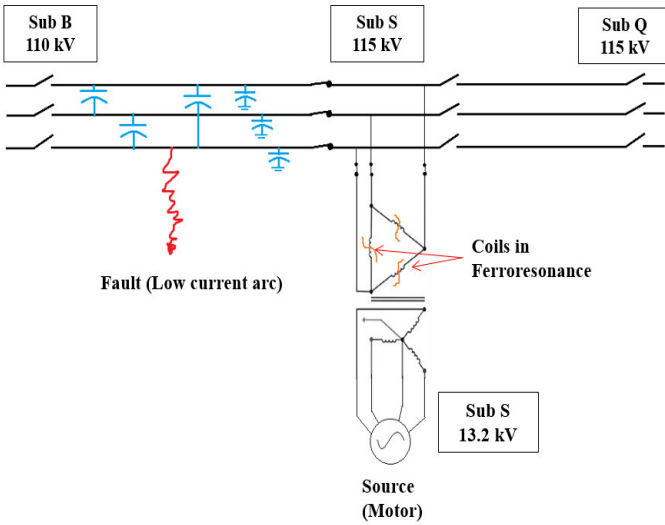 Sub B
110 kV
Sub S
115 kV
Sub Q
115 kV
Fault (Low current arc)
Coils in
Ferroresonance
Sub S
13.2 kV
Source
(Motor)